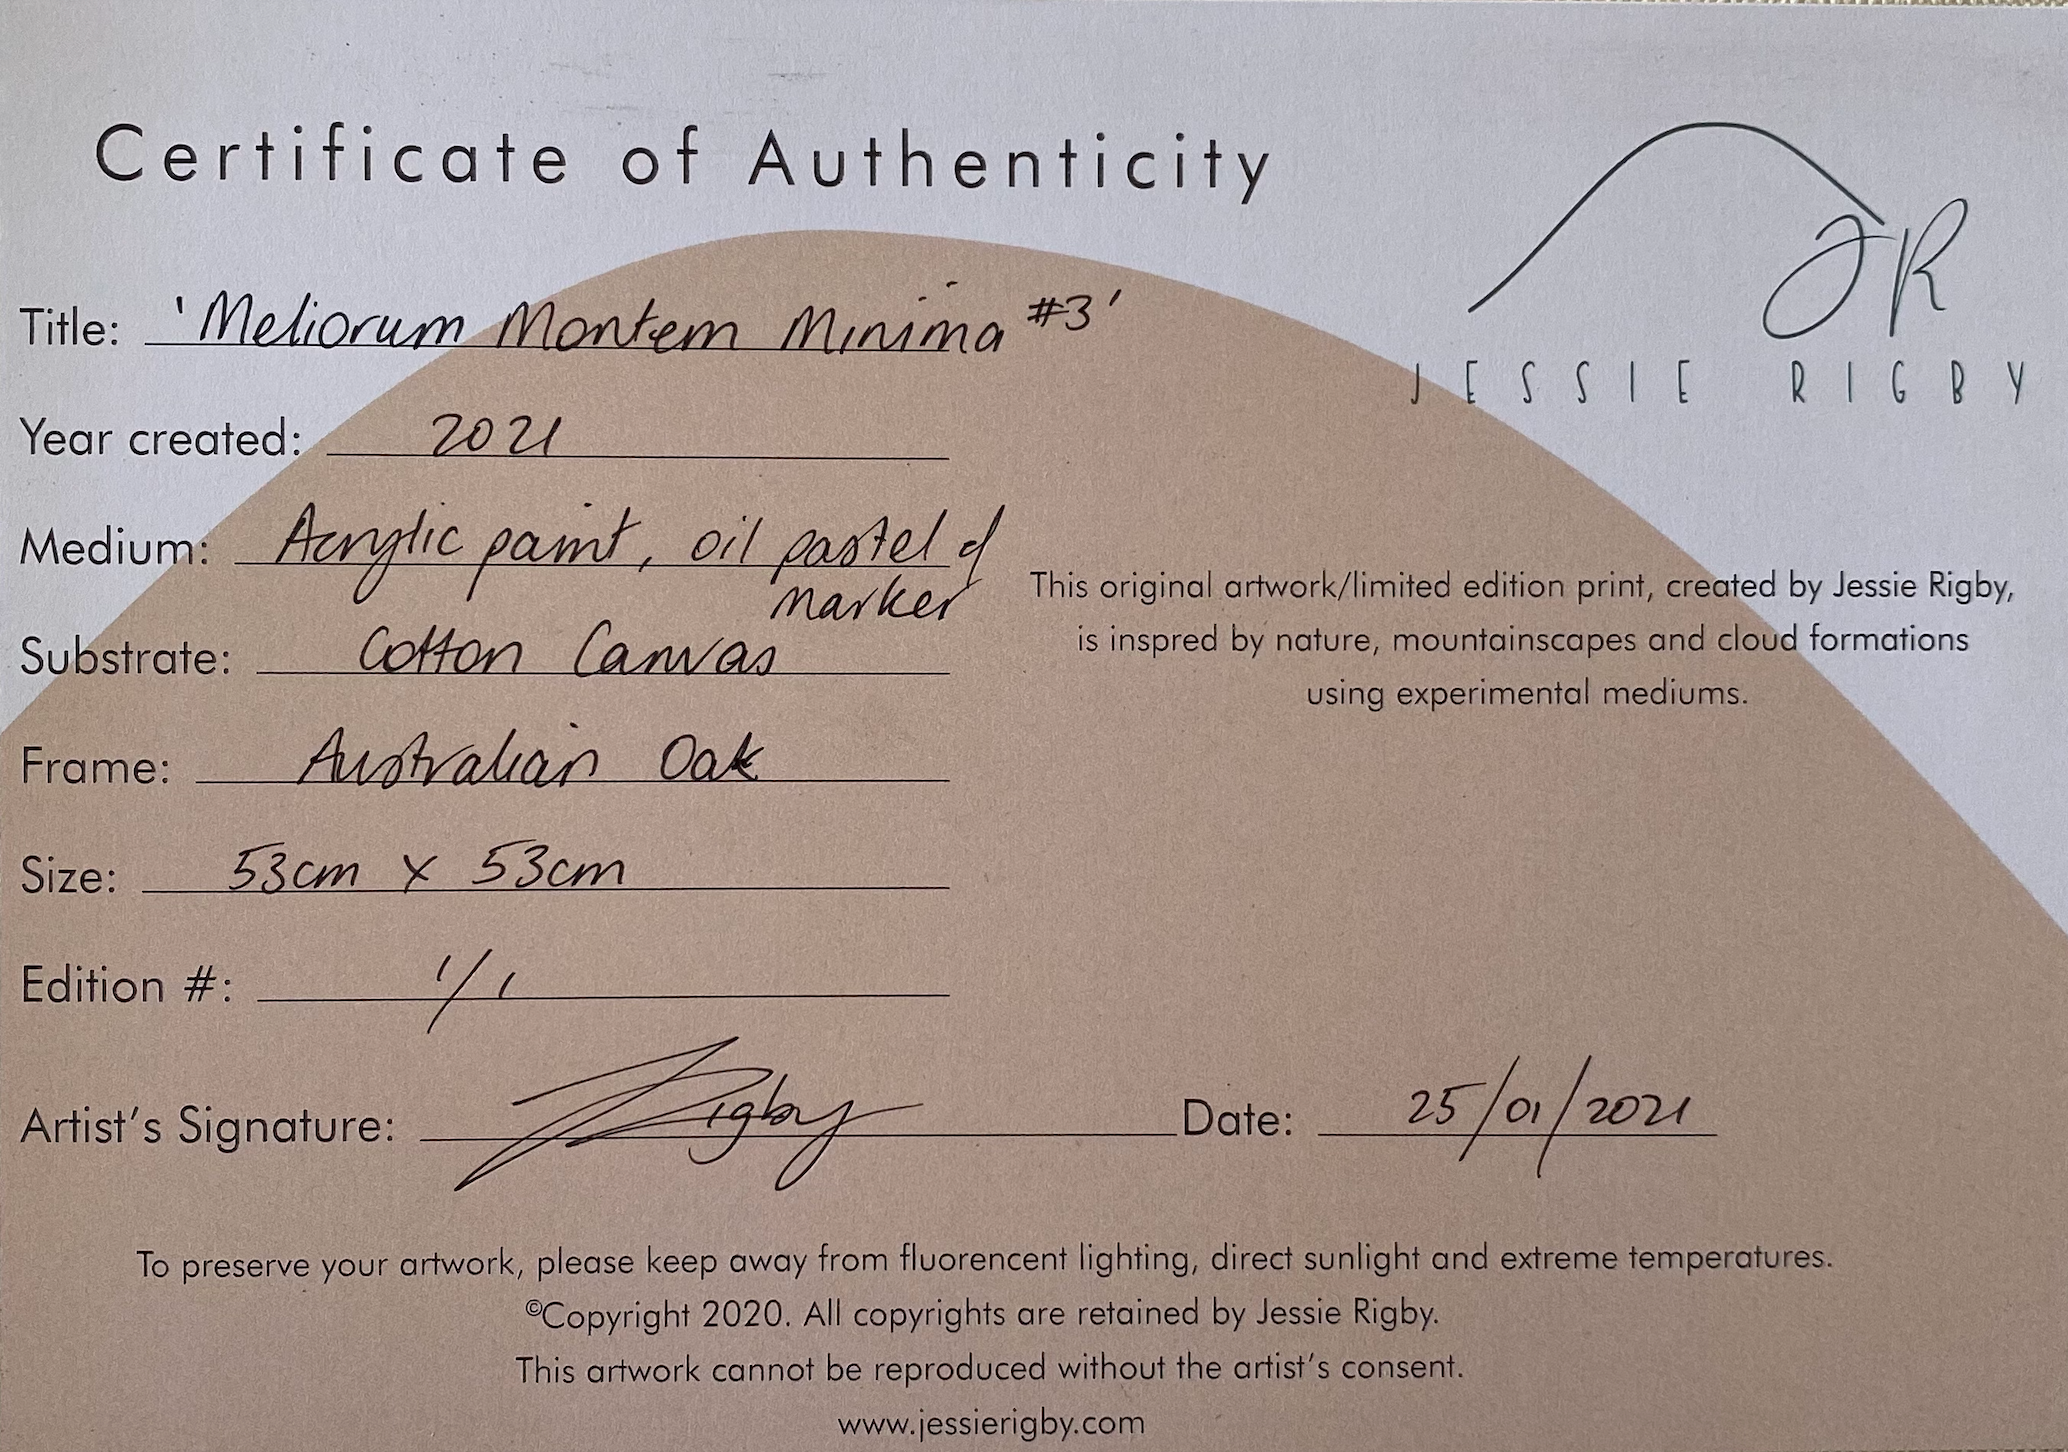 Certificate of Authenticity
JR
JESSIE RIGBY
Title: 'Meliorum Montem Minima #3'
Year created: 2021
Medium: Acrylic paint, oil pastel &
marker
Substrate: Cotton Canvas
Frame: Australian Oak
Size: 53cm x 53cm
Edition #: 1/1
This original artwork/limited edition print, created by Jessie Rigby,
is inspred by nature, mountainscapes and cloud formations
using experimental mediums.
Artist's Signature: JRigby Date: 25/01/2021
To preserve your artwork, please keep away from fluorencent lighting, direct sunlight and extreme temperatures.
©Copyright 2020. All copyrights are retained by Jessie Rigby.
This artwork cannot be reproduced without the artist's consent.
www.jessierigby.com